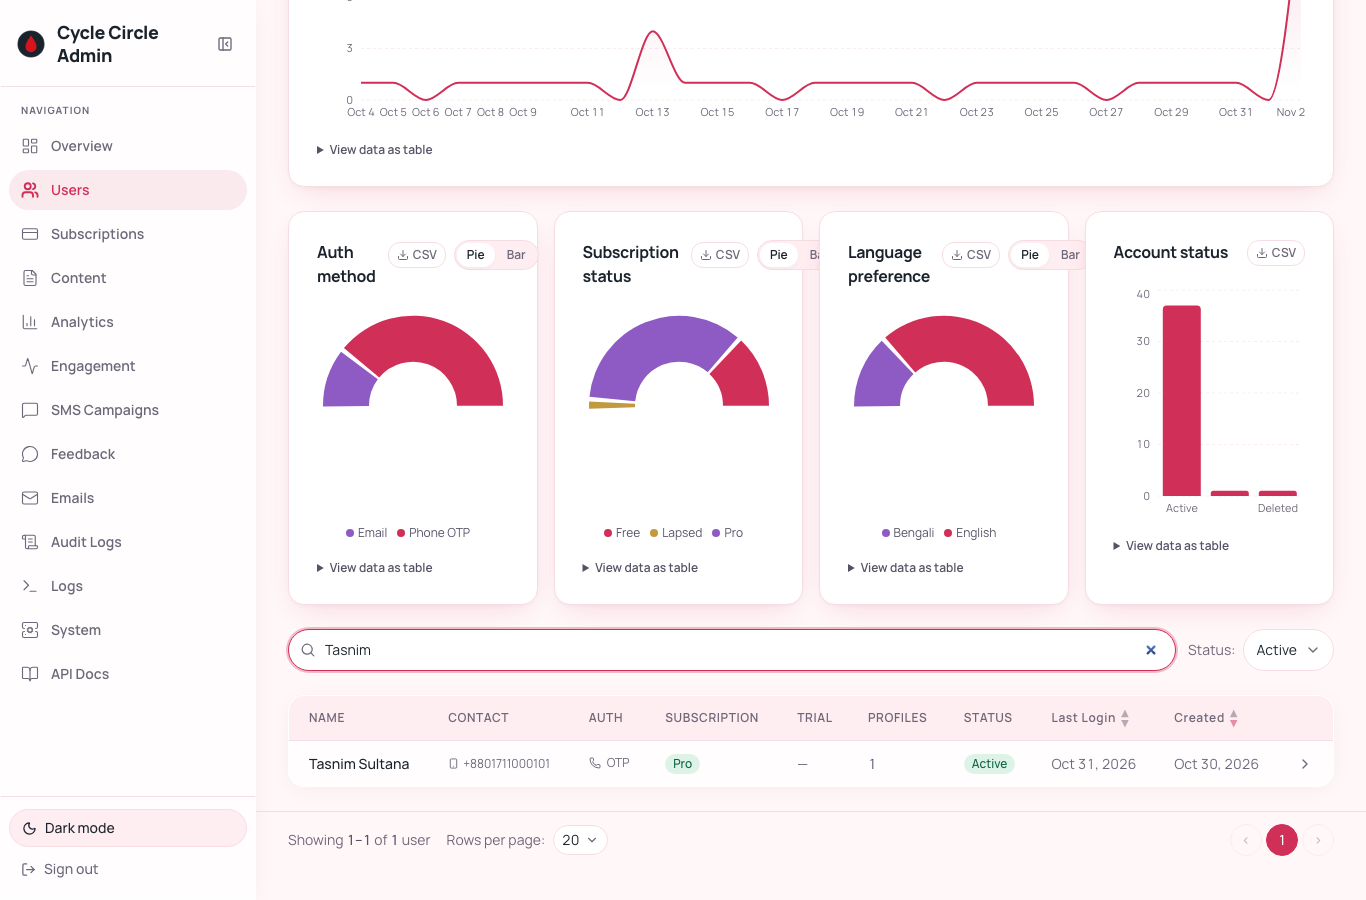 Cycle Circle
Admin
NAVIGATION
Overview
Users
Subscriptions
Content
Analytics
Engagement
SMS Campaigns
Feedback
Emails
Audit Logs
Logs
System
API Docs
Dark mode
Sign out
3
0
Oct 4 Oct 5 Oct 6 Oct 7 Oct 8 Oct 9 Oct 11 Oct 13 Oct 15 Oct 17 Oct 19 Oct 21 Oct 23 Oct 25 Oct 27 Oct 29 Oct 31 Nov 2
View data as table
Auth
method
CSV
Pie Bar
Email Phone OTP
View data as table
Subscription
status
CSV
Pie
Free Lapsed Pro
View data as table
Language
preference
CSV
Pie Bar
Bengali English
View data as table
Account status
CSV
40
30
20
10
0
Active Deleted
View data as table
Tasnim
Status: Active
NAME CONTACT AUTH SUBSCRIPTION TRIAL PROFILES STATUS Last Login Created
Tasnim Sultana +8801711000101 OTP Pro — 1 Active Oct 31, 2026 Oct 30, 2026
Showing 1–1 of 1 user Rows per page: 20
1